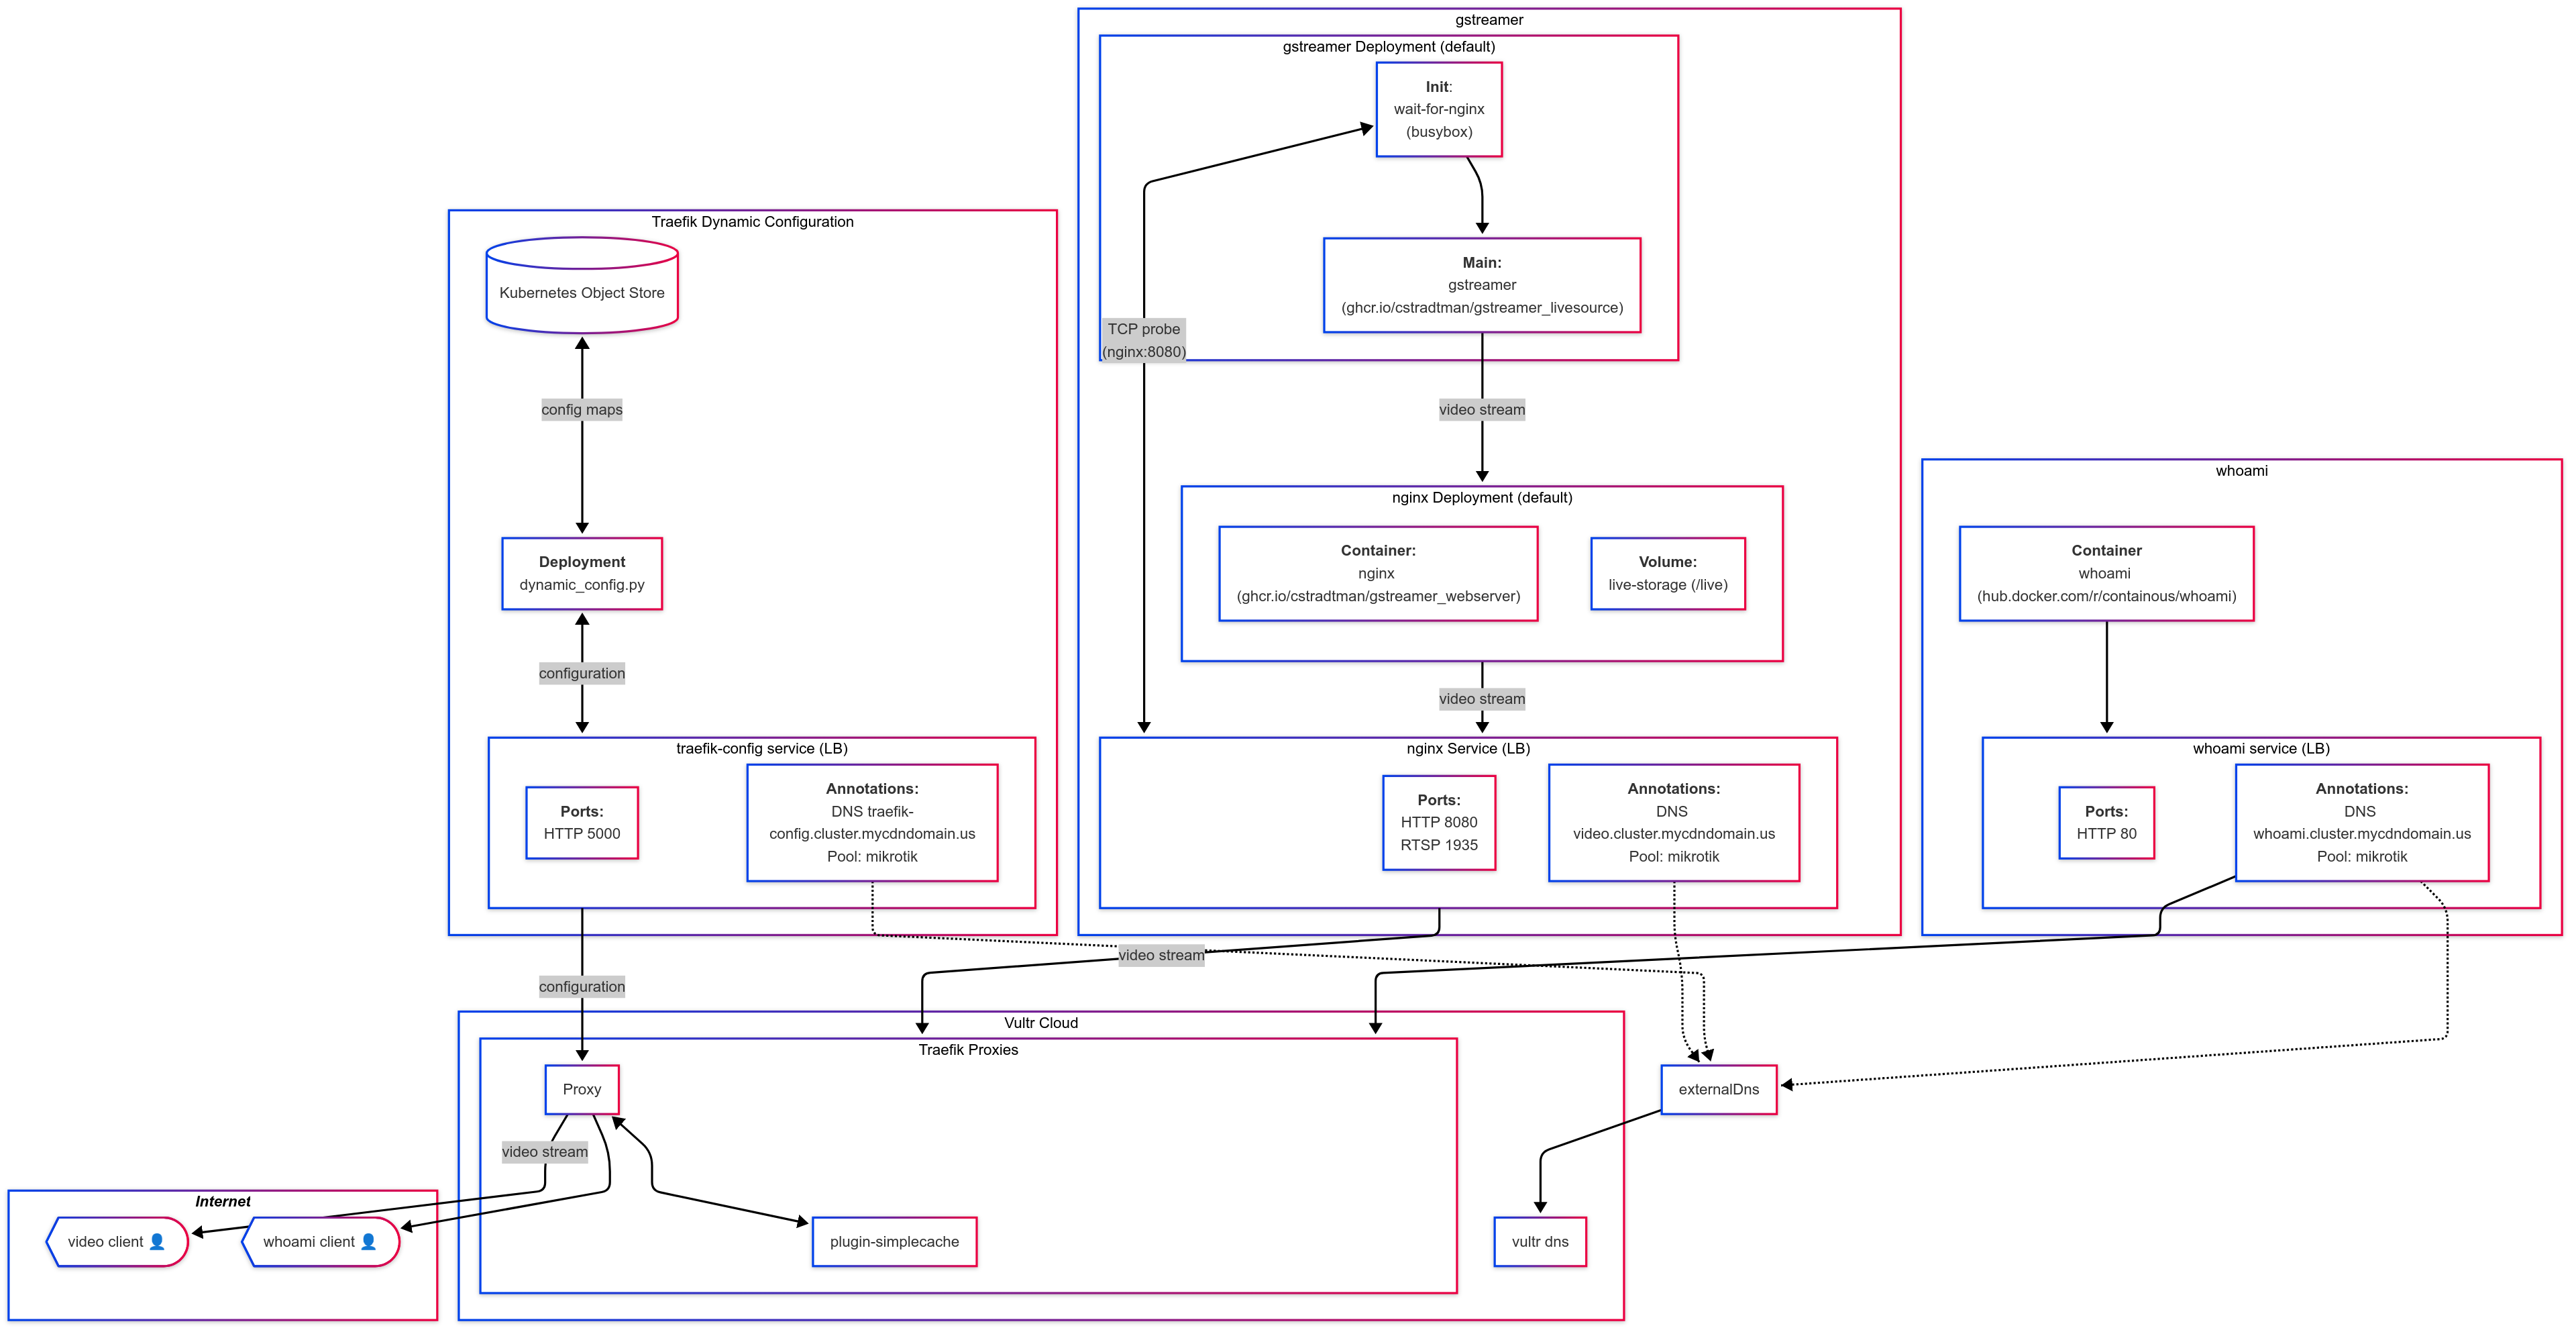 gstreamer
gstreamer Deployment (default)
Init:
wait-for-nginx
(busybox)
Traefik Dynamic Configuration
Kubernetes Object Store
Main:
gstreamer
(ghcr.io/cstradtman/gstreamer_livesource)
TCP probe
(nginx:8080)
config maps
video stream
whoami
nginx Deployment (default)
Deployment
dynamic_config.py
Container:
nginx
(ghcr.io/cstradtman/gstreamer_webserver)
Volume:
live-storage (/live)
Container
whoami
(hub.docker.com/r/containous/whoami)
configuration
video stream
traefik-config service (LB)
Ports:
HTTP 5000
Annotations:
DNS traefik-
config.cluster.mycdndomain.us
Pool: mikrotik
nginx Service (LB)
Ports:
HTTP 8080
RTSP 1935
Annotations:
DNS
video.cluster.mycdndomain.us
Pool: mikrotik
whoami service (LB)
Ports:
HTTP 80
Annotations:
DNS
whoami.cluster.mycdndomain.us
Pool: mikrotik
video stream
configuration
Vultr Cloud
Traefik Proxies
Proxy
externalDns
video stream
Internet
video client
whoami client
plugin-simplecache
vultr dns